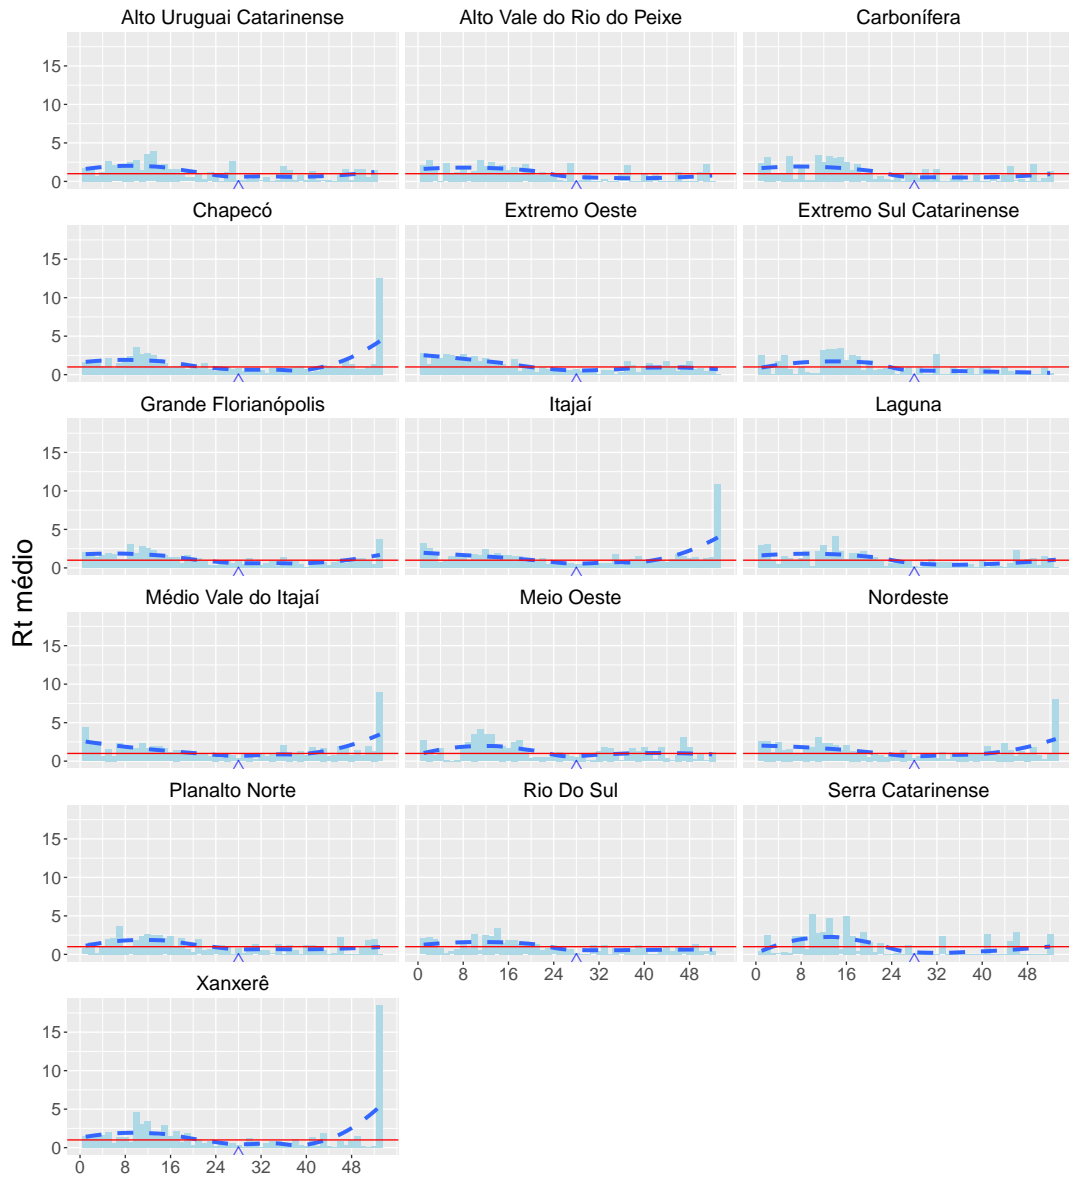 Alto Uruguai Catarinense Alto Vale do Rio do Peixe Carbonífera
15
10
5
0
Chapecó Extremo Oeste Extremo Sul Catarinense
15
10
5
0
Grande Florianópolis Itajaí Laguna
15
10
5
0
Rt médio
Médio Vale do Itajaí Meio Oeste Nordeste
15
10
5
0
Planalto Norte Rio Do Sul Serra Catarinense
15
10
5
0
0 8 16 24 32 40 48 0 8 16 24 32 40 48
Xanxerê
15
10
5
0
0 8 16 24 32 40 48